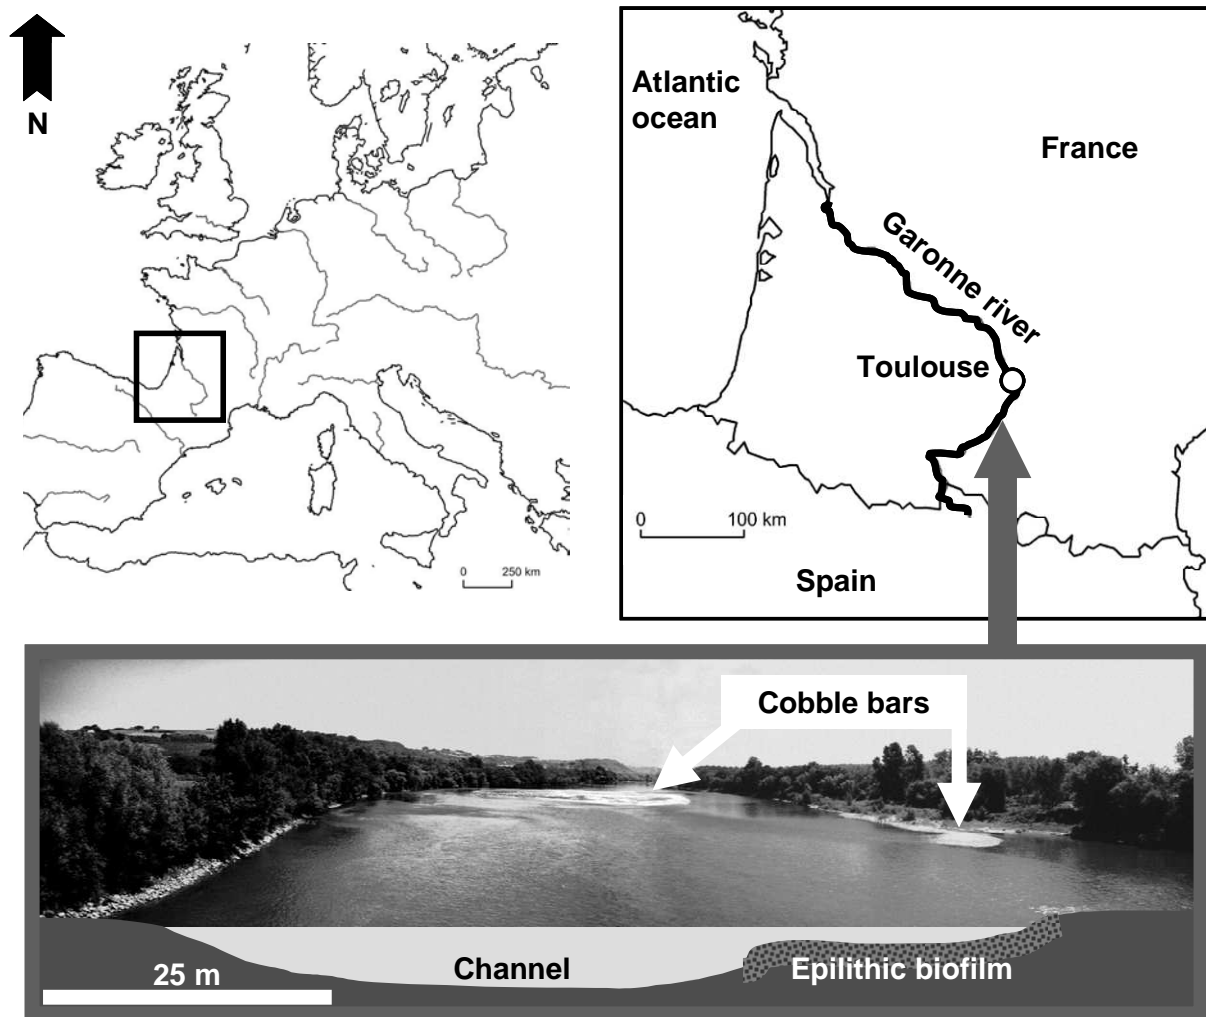 N
0 250 km
Atlantic
ocean
France
Garonne river
Toulouse
0 100 km
Spain
Cobble bars
25 m
Channel
Epilithic biofilm